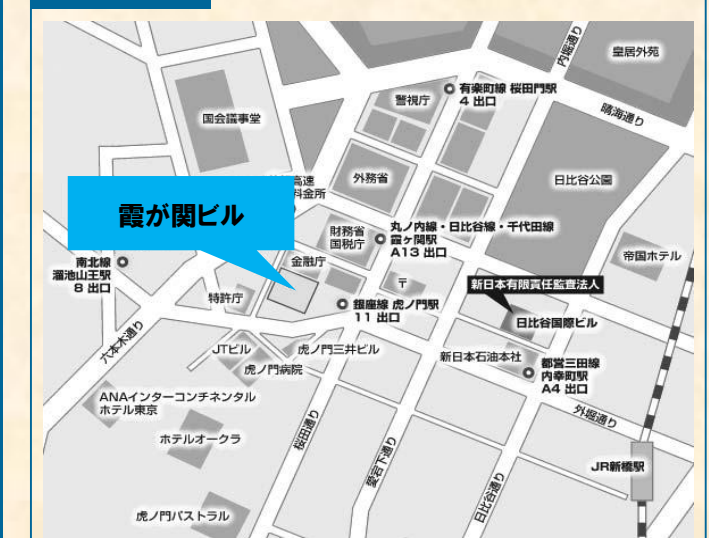 内堀通り
皇居外苑
有楽町線 桜田門駅
4 出口
警視庁
晴海通り
国会議事堂
高速
料金所
外務省
日比谷公園
霞が関ビル
財務省
国税庁
丸ノ内線・日比谷線・千代田線
霞ヶ関駅
A13 出口
南北線
溜池山王駅
8 出口
金融庁
帝国ホテル
〒
新日本有限責任監査法人
特許庁
銀座線 虎ノ門駅
11 出口
日比谷国際ビル
六本木通り
JTビル
虎ノ門三井ビル
虎ノ門病院
新日本石油本社
都営三田線
内幸町駅
A4 出口
ANAインターコンチネンタル
ホテル東京
外堀通り
ホテルオークラ
桜田通り
愛宕下通り
日比谷通り
JR新橋駅
虎ノ門パストラル